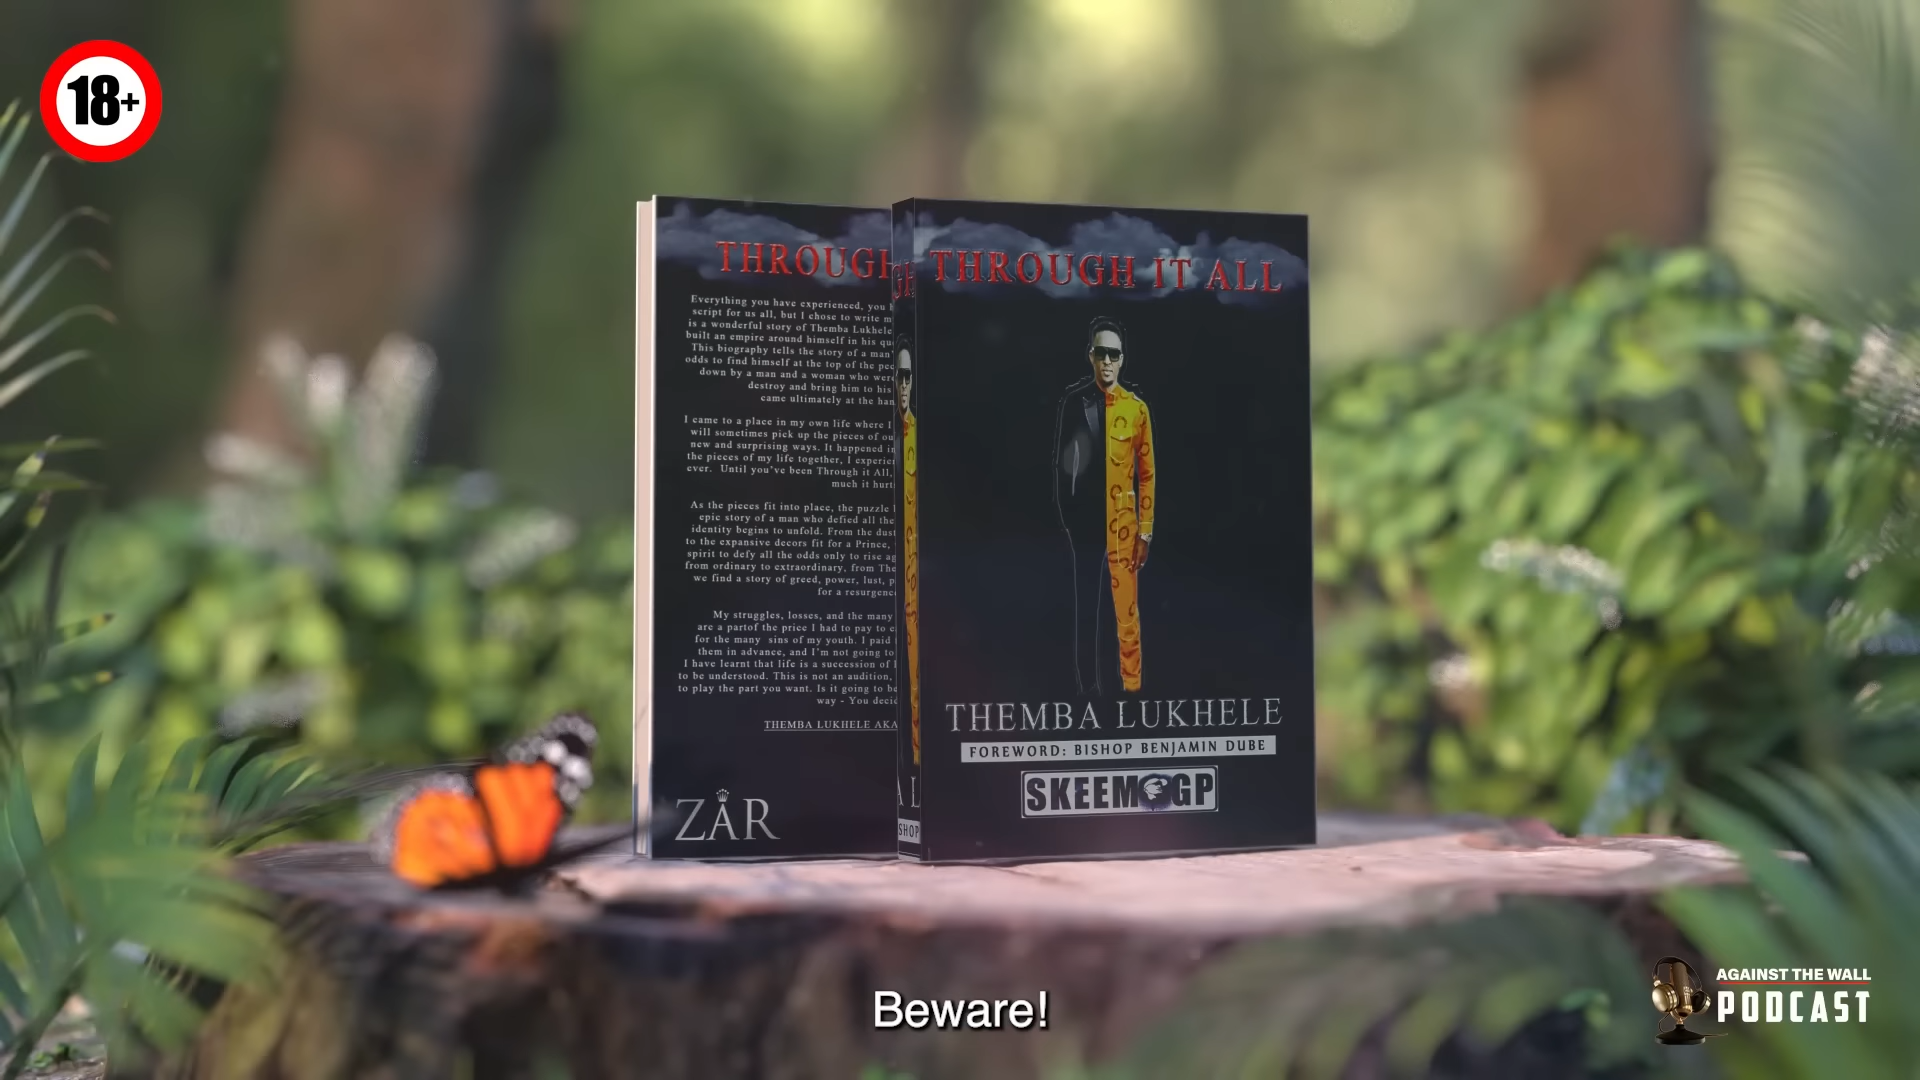 18+
THROUGH
Everything you have experienced, you
script for us all, but I chose to write
is a wonderful story of Themba Lukhele
built an empire around himself in his
This biography tells the story of a man
odds to find himself at the top of the
down by a man and a woman who were
destroy and bring him to his
came ultimately at the
I came to a place in my own life where I
will sometimes pick up the pieces of
new and surprising ways. It happened
the pieces of my life together, I
ever. Until you've been Through it All,
much it
As the pieces fit into place, the puzzle
epic story of a man who defied all the
identity begins to unfold. From the dust
to the expansive decors fit for a Prince,
spirit to defy all the odds only to rise
from ordinary to extraordinary, from
we find a story of greed, power, lust,
for a
My struggles, losses, and the many
are a partof the price I had to pay to
for the many sins of my youth. I paid
them in advance, and I'm not going to
I have learnt that life is a succession of
to be understood. This is not an audition,
to play the part you want. Is it going to be
way - You
THEMBA LUKHELE AKA
ZAR
THROUGH IT ALL
THEMBA LUKHELE
FOREWORD: BISHOP BENJAMIN DUBE
SKEEM GP
Beware!
AGAINST THE WALL
PODCAST